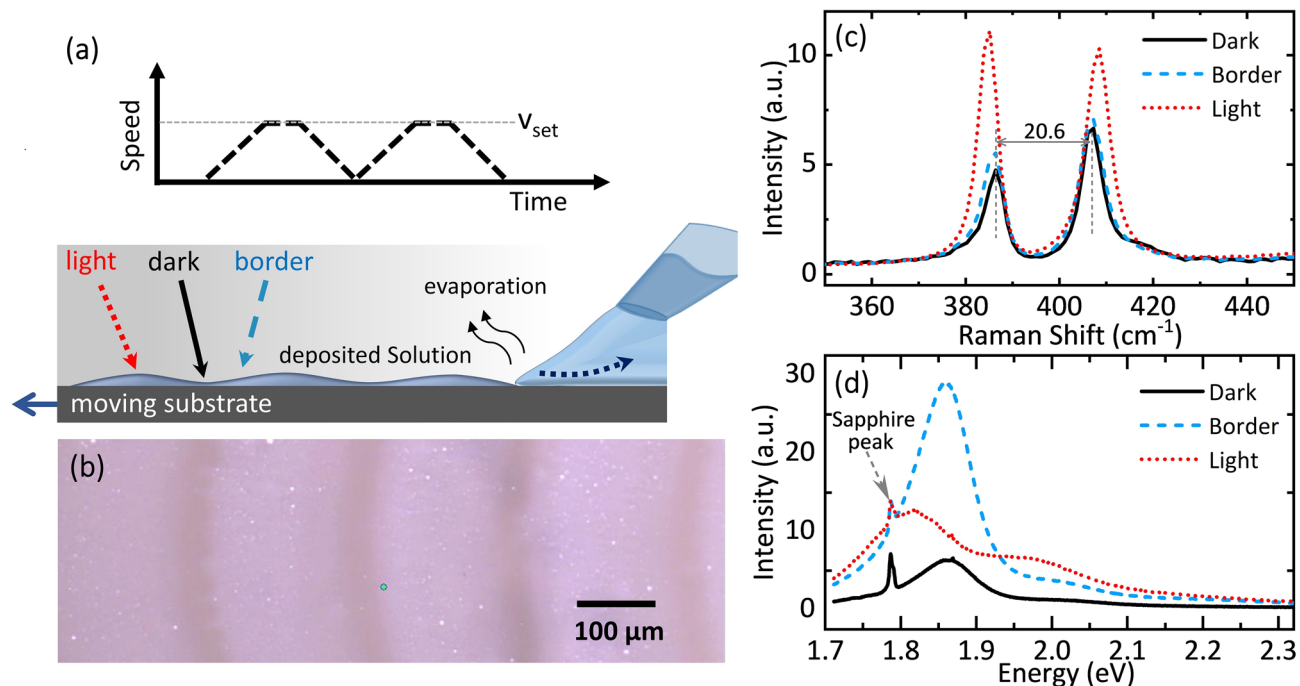 (a)
Speed
v_set
Time
light
dark
border
evaporation
deposited Solution
moving substrate
(b)
100 µm
(c)
Intensity (a.u.)
10
5
0
Dark
Border
Light
20.6
360
380
400
420
440
Raman Shift (cm⁻¹)
(d)
Intensity (a.u.)
30
20
10
0
Sapphire
peak
Dark
Border
Light
1.7
1.8
1.9
2.0
2.1
2.2
2.3
Energy (eV)